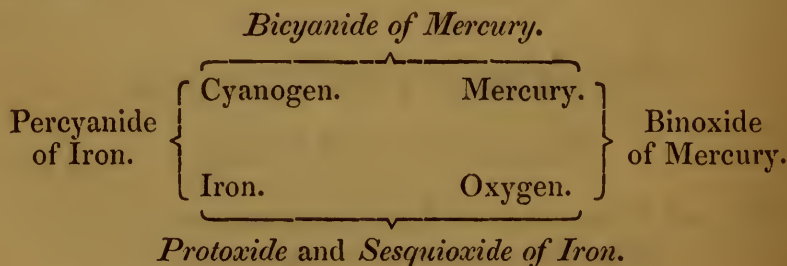 Bicyanide of Mercury.
Cyanogen. Mercury.
Percyanide
of Iron.
Binoxide
of Mercury.
Iron. Oxygen.
Protoxide and Sesquioxide of Iron.